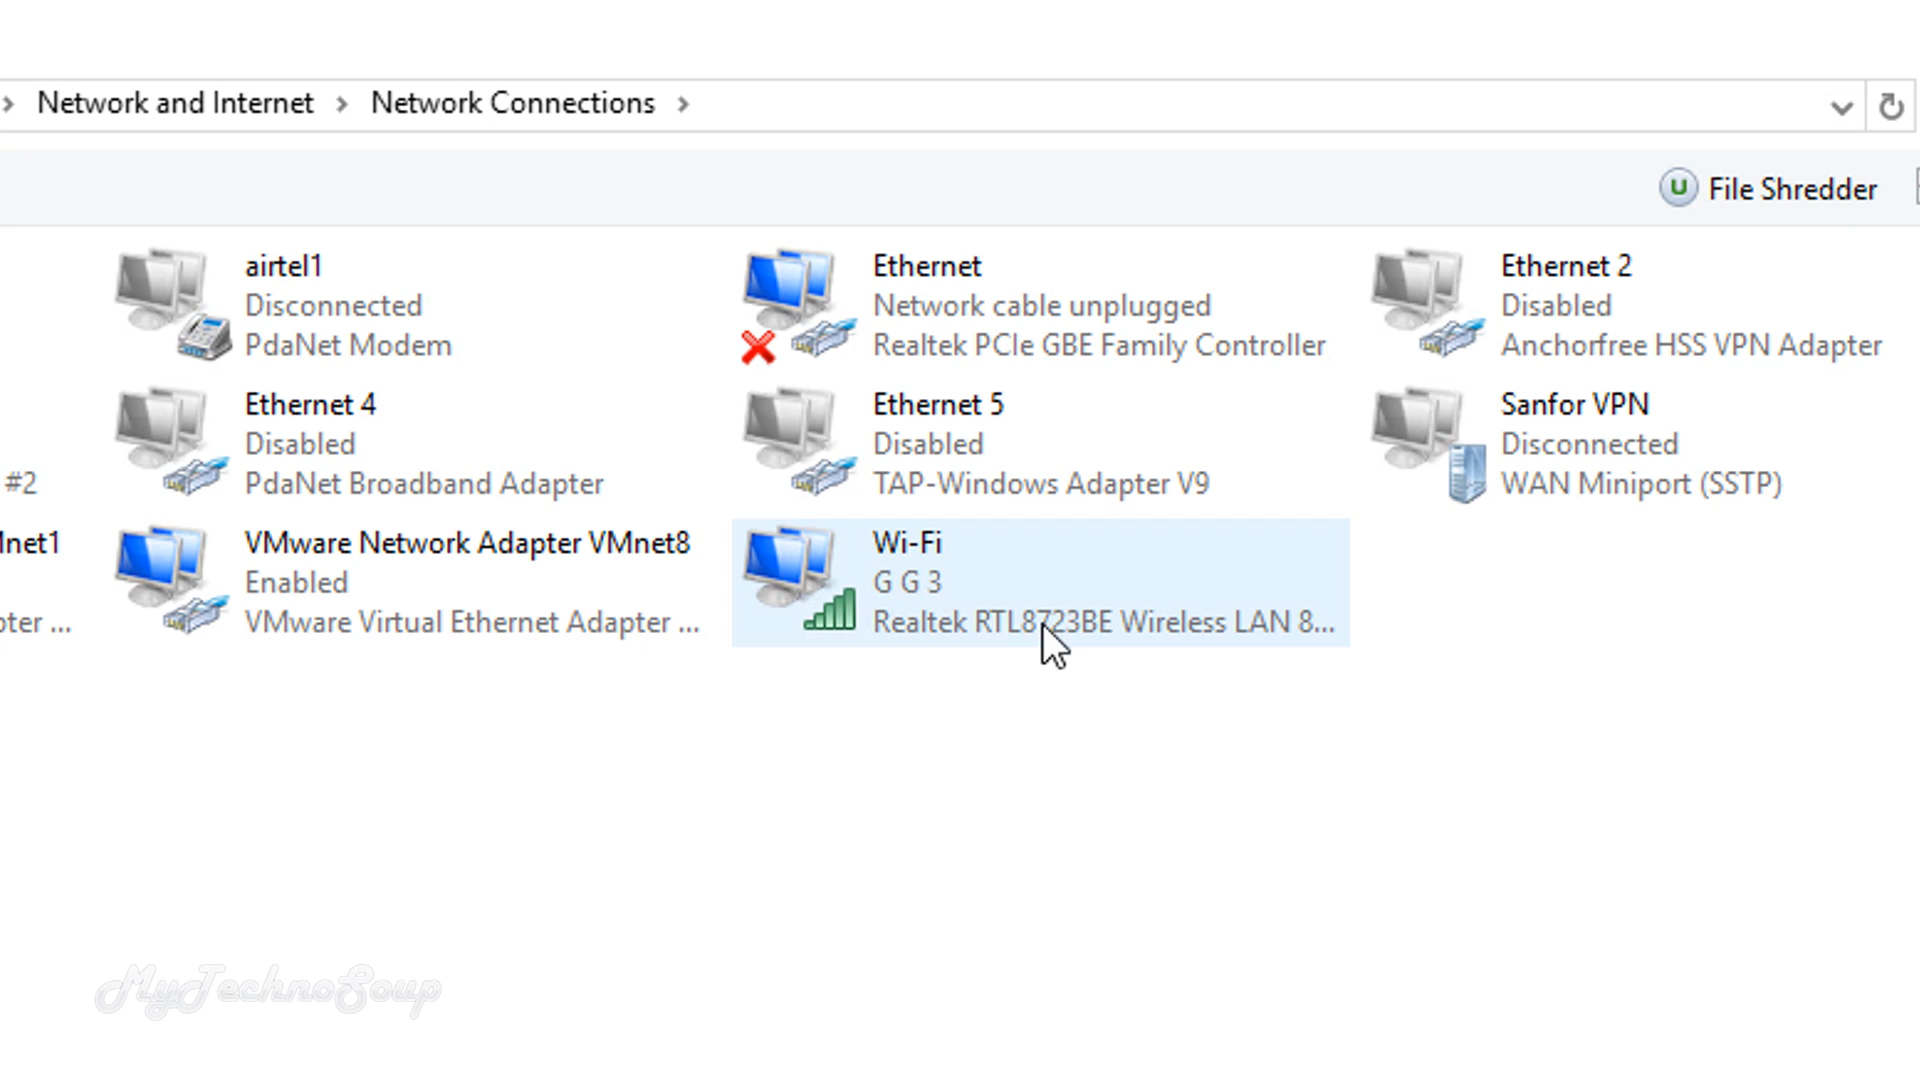 Network and Internet > Network Connections >
File Shredder
airtel1
Disconnected
PdaNet Modem
Ethernet
Network cable unplugged
Realtek PCIe GBE Family Controller
Ethernet 2
Disabled
Anchorfree HSS VPN Adapter
#2
Ethernet 4
Disabled
PdaNet Broadband Adapter
Ethernet 5
Disabled
TAP-Windows Adapter V9
Sanfor VPN
Disconnected
WAN Miniport (SSTP)
Mnet1
pter ...
VMware Network Adapter VMnet8
Enabled
VMware Virtual Ethernet Adapter ...
Wi-Fi
G G 3
Realtek RTL8723BE Wireless LAN 8...
MyTechnoSoup